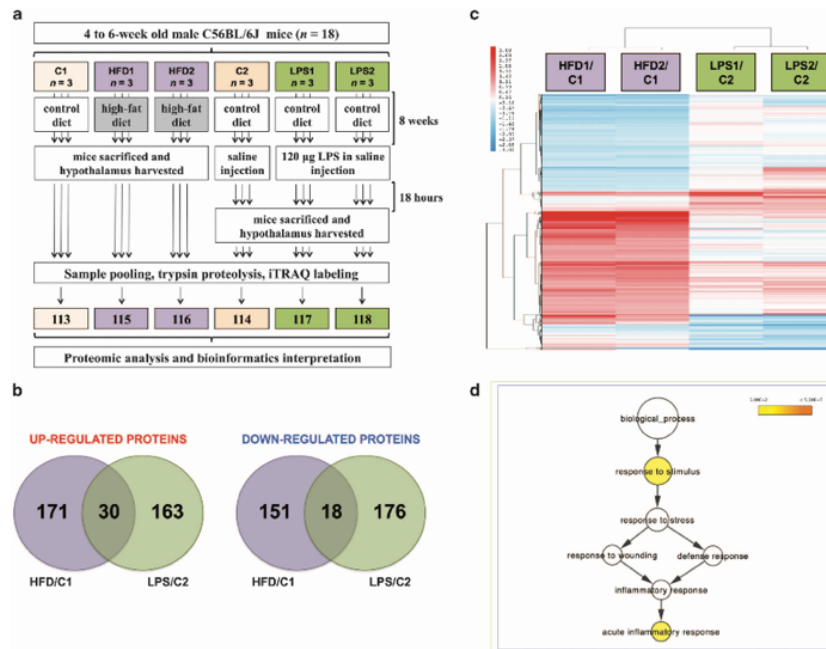 a
4 to 6-week old male C56BL/6J mice (n = 18)
C1 HFD1 HFD2 C2 LPS1 LPS2
n = 3 n = 3 n = 3 n = 3 n = 3 n = 3
control dict high-fat dict high-fat dict control dict control dict control dict
8 weeks
mice sacrificed and hypothalamus harvested
saline injection
120 µg LPS in saline injection
18 hours
mice sacrificed and hypothalamus harvested
Sample pooling, trypsin proteolysis, iTRAQ labeling
113 115 116 114 117 118
Proteomic analysis and bioinformatics interpretation
b
UP-REGULATED PROTEINS
171 30 163
HFD/C1 LPS/C2
DOWN-REGULATED PROTEINS
151 18 176
HFD/C1 LPS/C2
c
HFD1/C1 HFD2/C1 LPS1/C2 LPS2/C2
d
biological_process
response to stimulus
response to stress
response to wounding
defense response
inflammatory response
acute inflammatory response